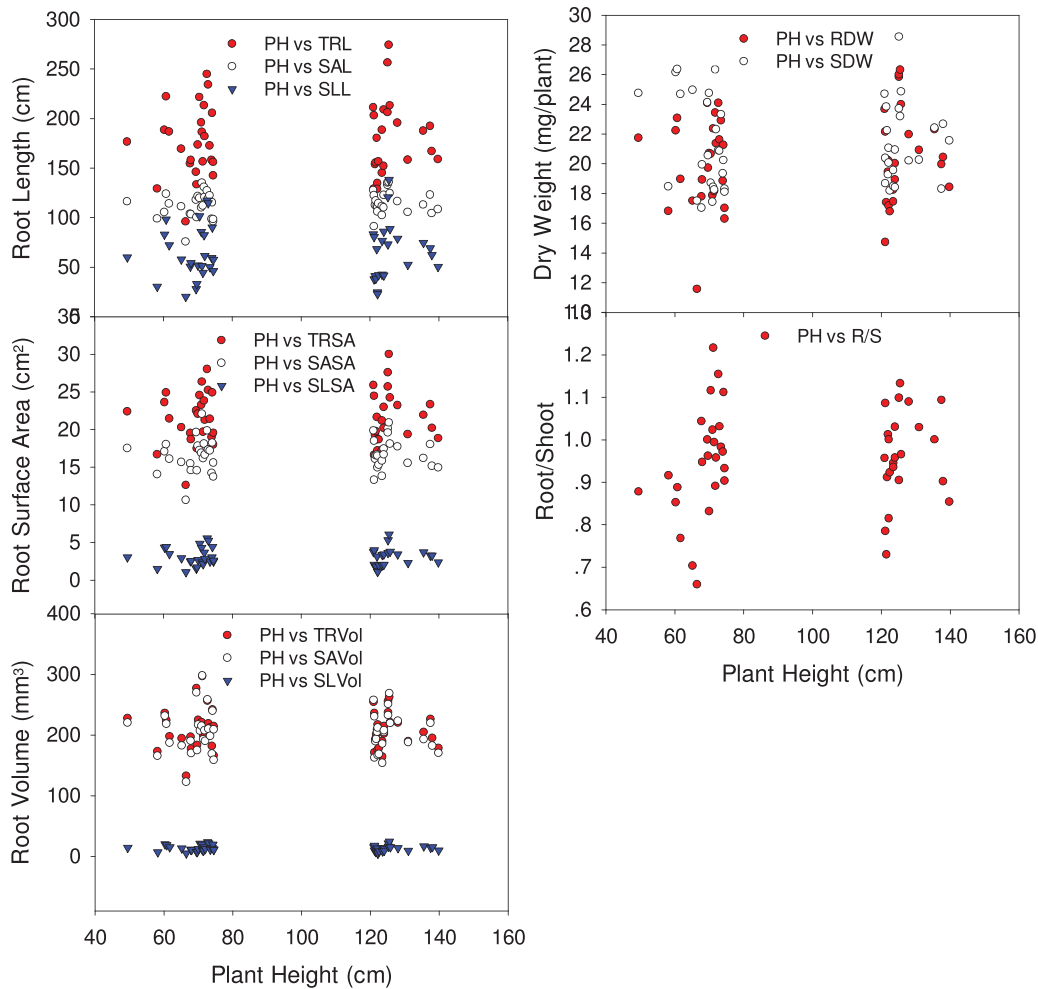 300
250
200
150
100
50
Root Length (cm)
PH vs TRL
PH vs SAL
PH vs SLL
35
30
25
20
15
10
5
0
Root Surface Area (cm²)
PH vs TRSA
PH vs SASA
PH vs SLSA
400
300
200
100
0
Root Volume (mm³)
PH vs TRVol
PH vs SAVol
PH vs SLVol
40 60 80 100 120 140 160
Plant Height (cm)
30
28
26
24
22
20
18
16
14
12
Dry Weight (mg/plant)
PH vs RDW
PH vs SDW
1.3
1.2
1.1
1.0
.9
.8
.7
.6
Root/Shoot
PH vs R/S
40 60 80 100 120 140 160
Plant Height (cm)